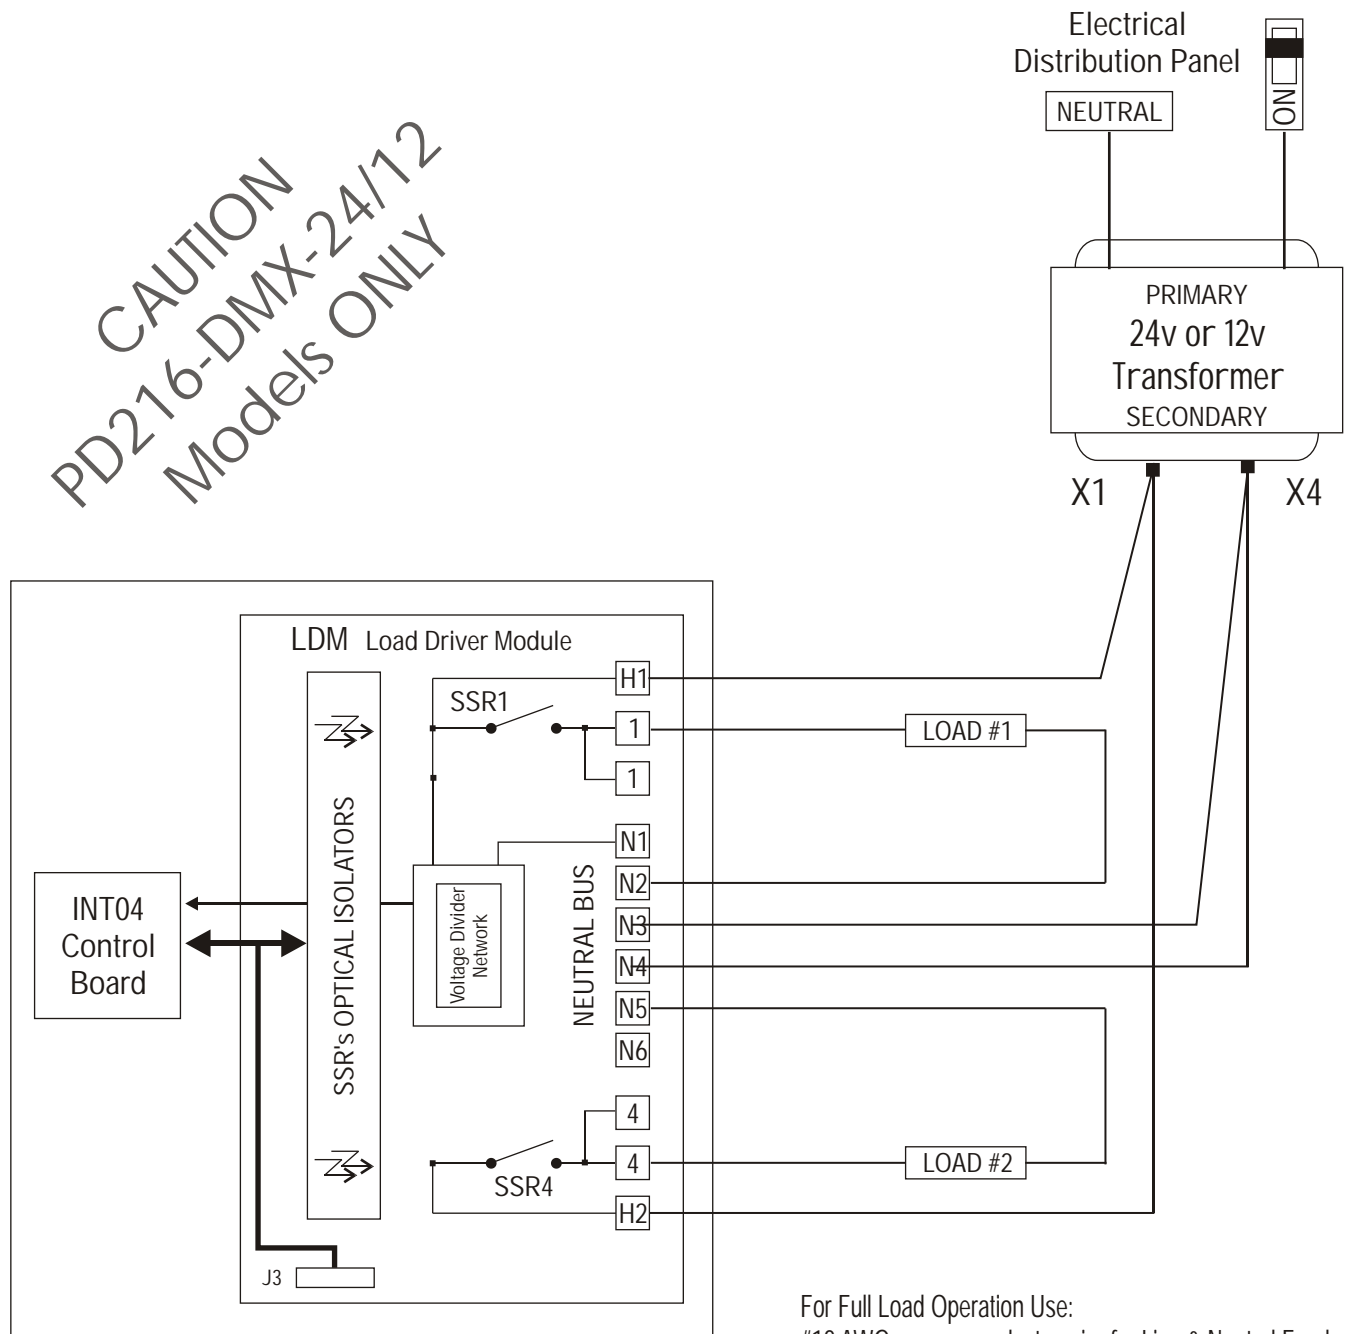 Electrical
Distribution Panel
NEUTRAL
ON
CAUTION
PD216-DMX-24/12
Models ONLY
PRIMARY
24v or 12v
Transformer
SECONDARY
X1
X4
LDM Load Driver Module
H1
SSR1
1
LOAD #1
1
SSR's OPTICAL ISOLATORS
N1
Voltage Divider
Network
NEUTRAL BUS
N2
INT04
Control
Board
N3
N4
N5
N6
4
4
LOAD #2
SSR4
H2
J3
For Full Load Operation Use: